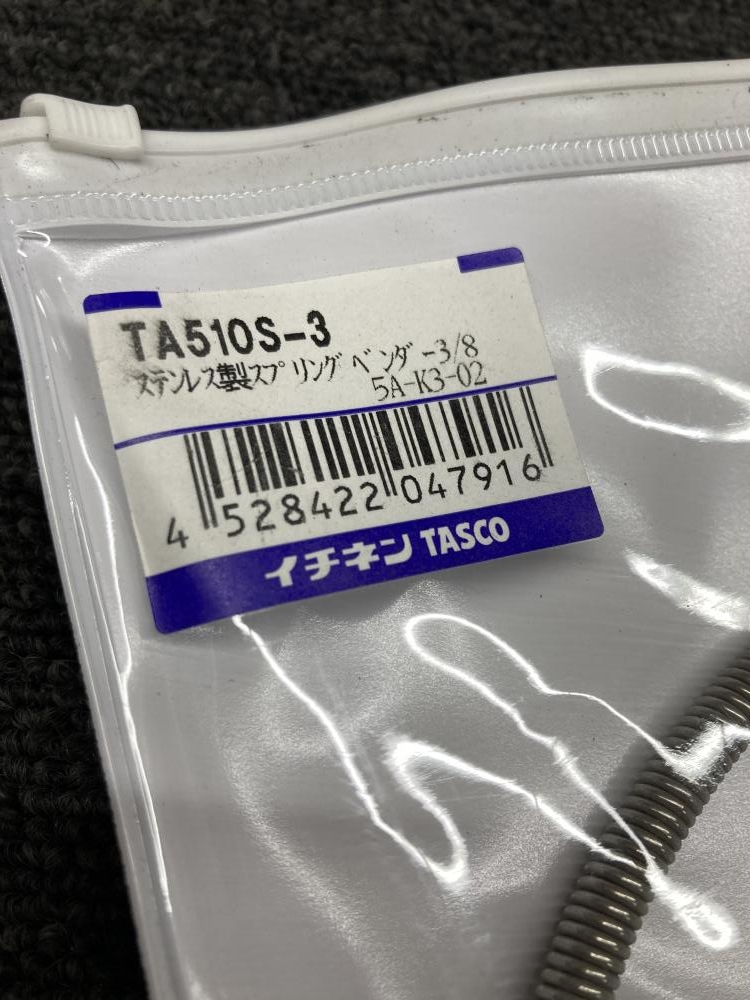 TA510S-3
ステンレス製スプリングベンダ-3/8
5A-K3-02
4 528422 047916
イチネン TASCO